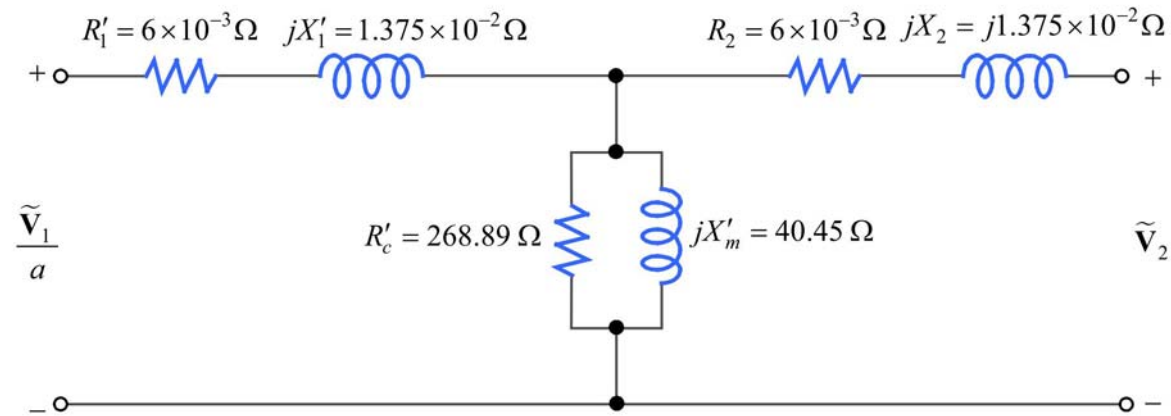 R′₁ = 6×10⁻³Ω jX′₁ = 1.375×10⁻²Ω R₂ = 6×10⁻³Ω jX₂ = j1.375×10⁻²Ω
+ +
R′c = 268.89 Ω jX′m = 40.45 Ω
Ṽ₁
a
Ṽ₂
– –